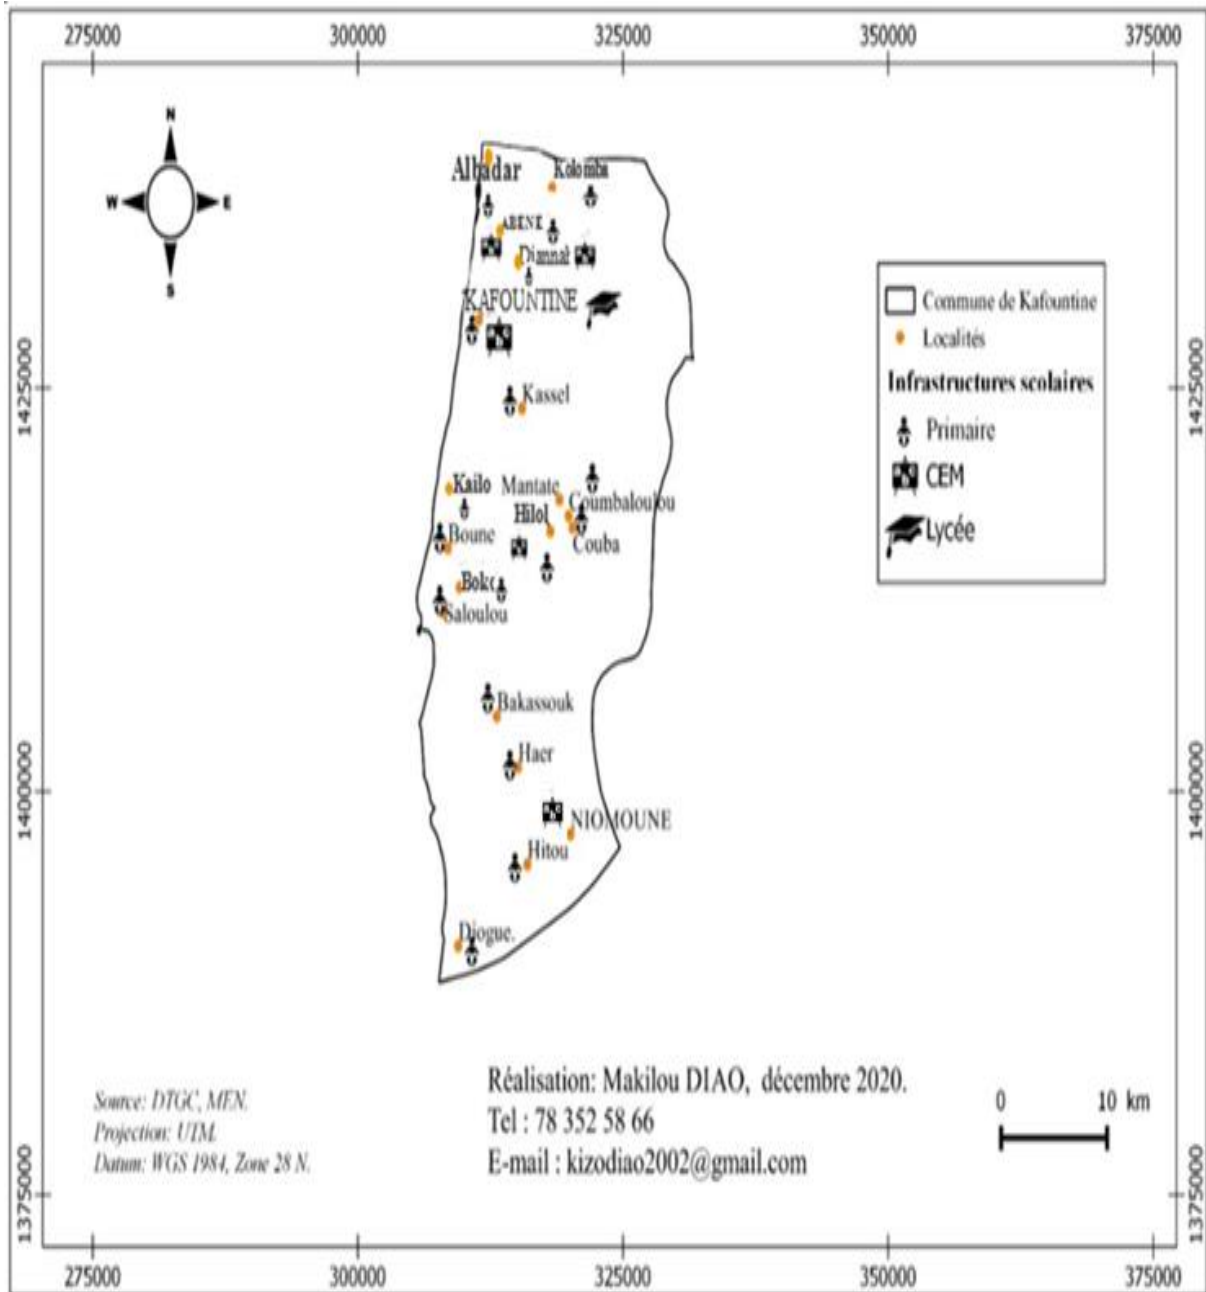 275000 300000 325000 350000 375000
N
W E
S
Albadar
Kolomba
ABENE
Diannah
KAFOUNTINE
Kassel
Kailo
Mantate
Coumbaloulou
Hilol
Boune
Couba
Boko
Saloulou
Bakassouk
Haer
NIOMOUNE
Hitou
Diogue.
Commune de Kafountine
Localités
Infrastructures scolaires
Primaire
CEM
Lycée
1425000 1425000
1400000 1400000
1375000 1375000
Source: DTGC, MEN.
Projection: UTM.
Datum: WGS 1984, Zone 28 N.
Réalisation: Makilou DIAO, décembre 2020.
Tel : 78 352 58 66
E-mail : kizodiao2002@gmail.com
0 10 km
275000 300000 325000 350000 375000